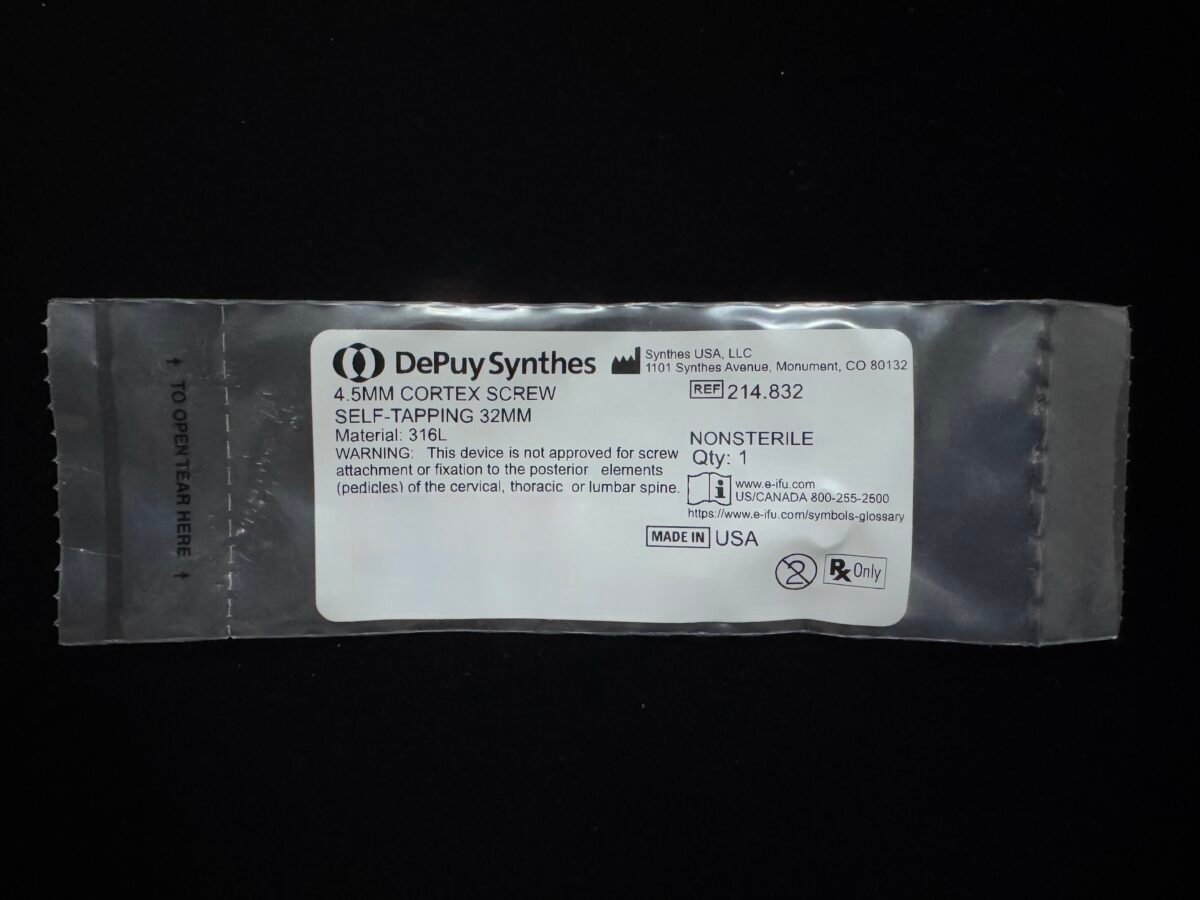 ↑ TO OPEN TEAR HERE ↑
DePuy Synthes
Synthes USA, LLC
1101 Synthes Avenue, Monument, CO 80132
4.5MM CORTEX SCREW
SELF-TAPPING 32MM
Material: 316L
WARNING: This device is not approved for screw
attachment or fixation to the posterior elements
(pedicles) of the cervical, thoracic or lumbar spine.
REF 214.832
NONSTERILE
Qty: 1
i www.e-ifu.com
US/CANADA 800-255-2500
https://www.e-ifu.com/symbols-glossary
MADE IN USA
2 Rx Only